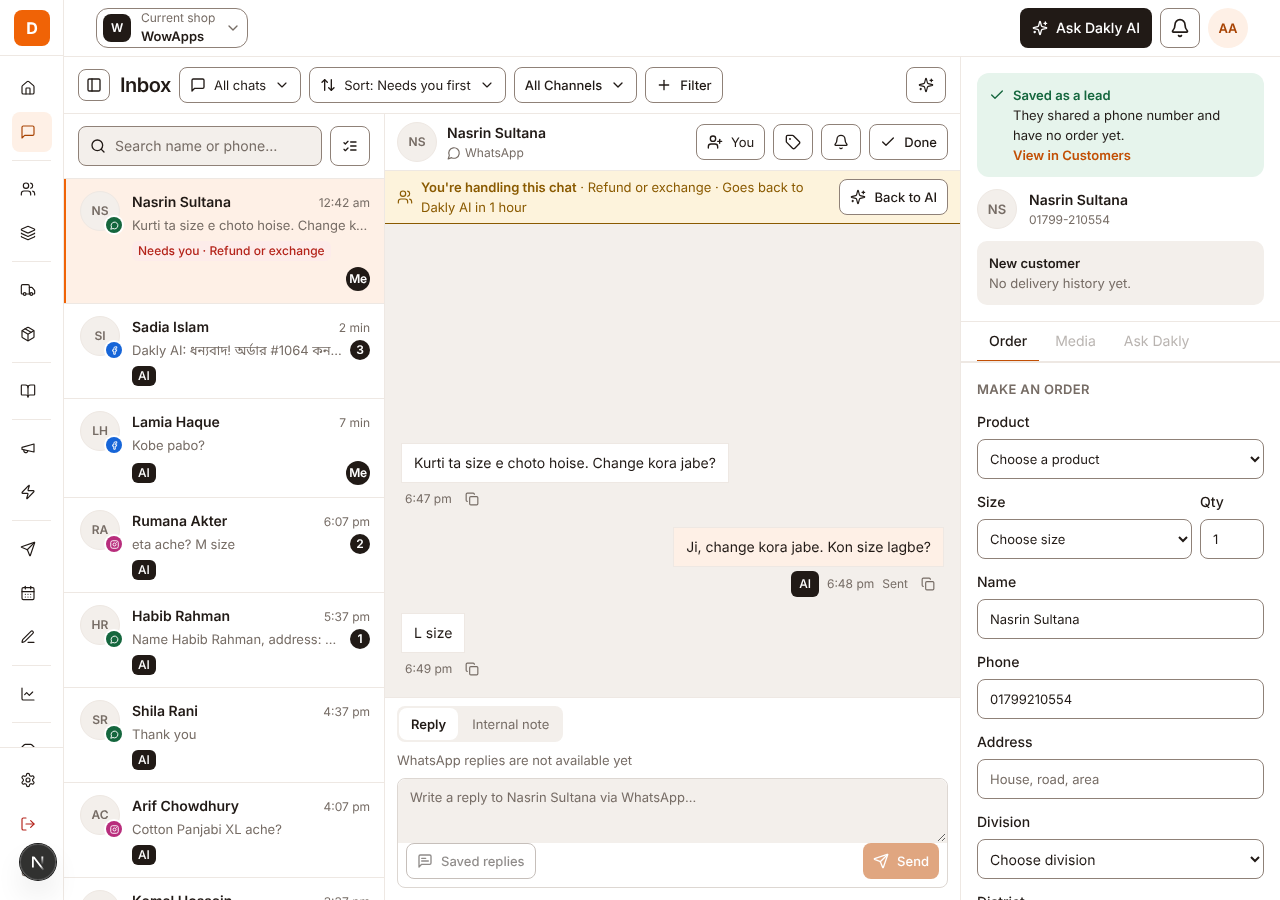 D
W
Current shop
WowApps
Ask Dakly AI
AA
Inbox
All chats
Sort: Needs you first
All Channels
Filter
Search name or phone...
NS
Nasrin Sultana
12:42 am
Kurti ta size e choto hoise. Change k...
Needs you · Refund or exchange
Me
SI
Sadia Islam
2 min
Dakly AI: ধন্যবাদ! অর্ডার #1064 কন...
3
AI
LH
Lamia Haque
7 min
Kobe pabo?
AI
Me
RA
Rumana Akter
6:07 pm
eta ache? M size
2
AI
HR
Habib Rahman
5:37 pm
Name Habib Rahman, address: ...
1
AI
SR
Shila Rani
4:37 pm
Thank you
AI
AC
Arif Chowdhury
4:07 pm
Cotton Panjabi XL ache?
AI
N
NS
Nasrin Sultana
WhatsApp
You
Done
You're handling this chat · Refund or exchange · Goes back to
Dakly AI in 1 hour
Back to AI
Kurti ta size e choto hoise. Change kora jabe?
6:47 pm
Ji, change kora jabe. Kon size lagbe?
AI 6:48 pm Sent
L size
6:49 pm
Reply
Internal note
WhatsApp replies are not available yet
Write a reply to Nasrin Sultana via WhatsApp...
Saved replies
Send
Saved as a lead
They shared a phone number and
have no order yet.
View in Customers
NS
Nasrin Sultana
01799-210554
New customer
No delivery history yet.
Order
Media
Ask Dakly
MAKE AN ORDER
Product
Choose a product
Size
Qty
Choose size
1
Name
Nasrin Sultana
Phone
01799210554
Address
House, road, area
Division
Choose division